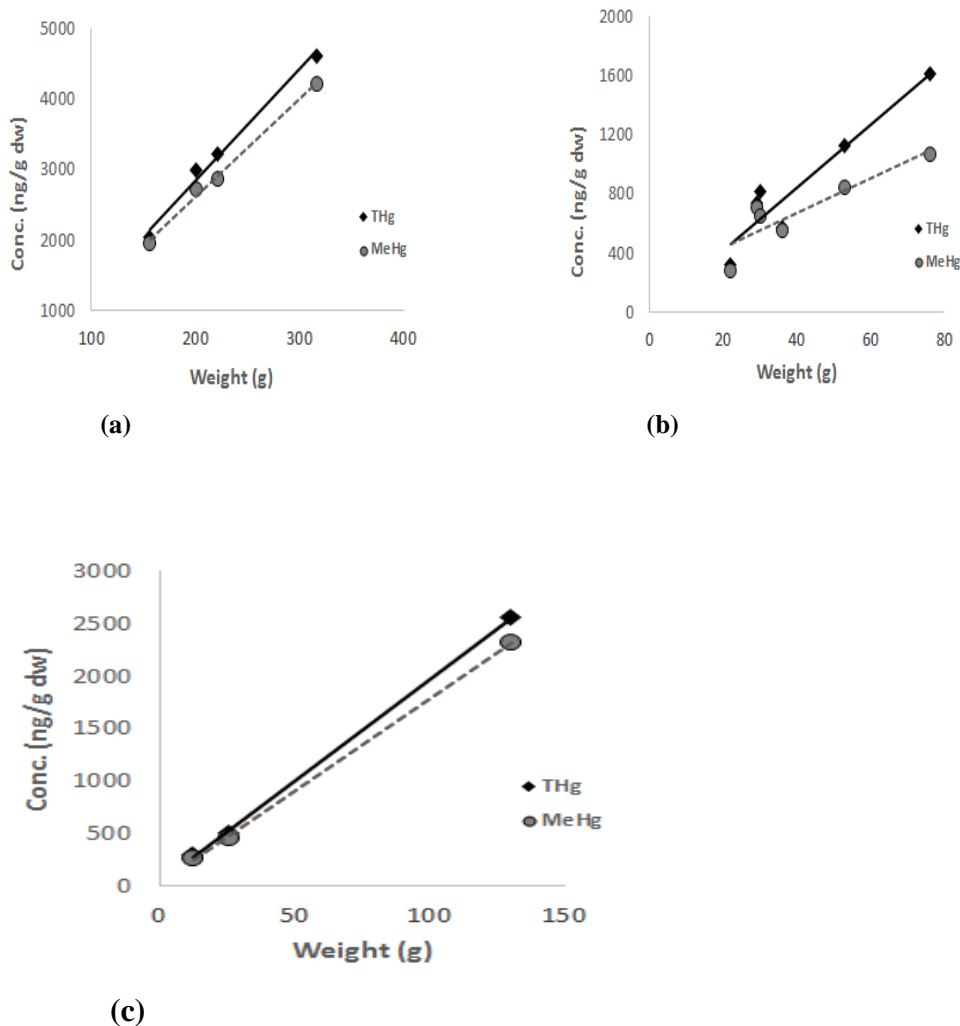 5000
4000
3000
2000
1000
Conc. (ng/g dw)
THg
MeHg
100 200 300 400
Weight (g)
(a)
2000
1600
1200
800
400
0
Conc. (ng/g dw)
THg
MeHg
0 20 40 60 80
Weight (g)
(b)
3000
2500
2000
1500
1000
500
0
Conc. (ng/g dw)
THg
MeHg
0 50 100 150
Weight (g)
(c)